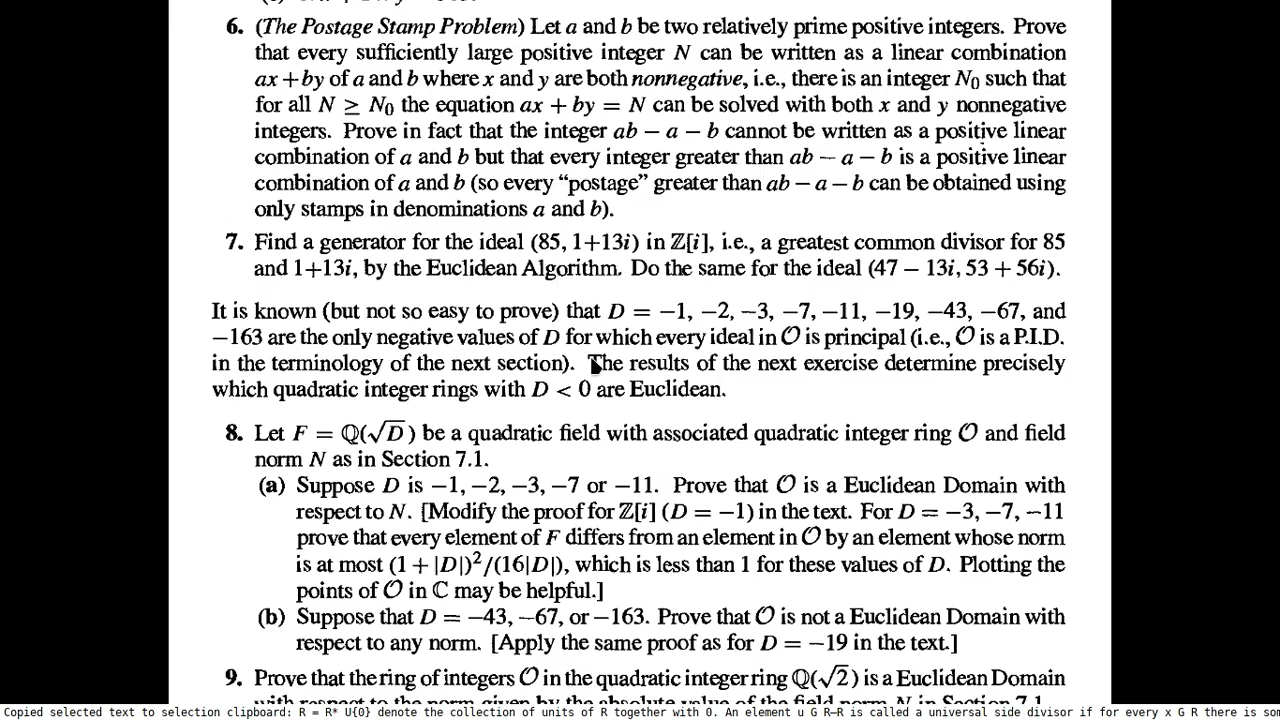 6. (The Postage Stamp Problem) Let a and b be two relatively prime positive integers. Prove
that every sufficiently large positive integer N can be written as a linear combination
ax + by of a and b where x and y are both nonnegative, i.e., there is an integer N₀ such that
for all N ≥ N₀ the equation ax + by = N can be solved with both x and y nonnegative
integers. Prove in fact that the integer ab − a − b cannot be written as a positive linear
combination of a and b but that every integer greater than ab − a − b is a positive linear
combination of a and b (so every “postage” greater than ab − a − b can be obtained using
only stamps in denominations a and b).
7. Find a generator for the ideal (85, 1+13i) in ℤ[i], i.e., a greatest common divisor for 85
and 1+13i, by the Euclidean Algorithm. Do the same for the ideal (47 − 13i, 53 + 56i).
It is known (but not so easy to prove) that D = −1, −2, −3, −7, −11, −19, −43, −67, and
−163 are the only negative values of D for which every ideal in 𝒪 is principal (i.e., 𝒪 is a P.I.D.
in the terminology of the next section). The results of the next exercise determine precisely
which quadratic integer rings with D < 0 are Euclidean.
8. Let F = ℚ(√D) be a quadratic field with associated quadratic integer ring 𝒪 and field
norm N as in Section 7.1.
(a) Suppose D is −1, −2, −3, −7 or −11. Prove that 𝒪 is a Euclidean Domain with
respect to N. [Modify the proof for ℤ[i] (D = −1) in the text. For D = −3, −7, −11
prove that every element of F differs from an element in 𝒪 by an element whose norm
is at most (1 + |D|)²/(16|D|), which is less than 1 for these values of D. Plotting the
points of 𝒪 in ℂ may be helpful.]
(b) Suppose that D = −43, −67, or −163. Prove that 𝒪 is not a Euclidean Domain with
respect to any norm. [Apply the same proof as for D = −19 in the text.]
9. Prove that the ring of integers 𝒪 in the quadratic integer ring ℚ(√2) is a Euclidean Domain
with respect to the norm given by the absolute value of the field norm N in Section 7.1
Copied selected text to selection clipboard: R = R* U{0} denote the collection of units of R together with 0. An element u G R—R is called a universal side divisor if for every x G R there is